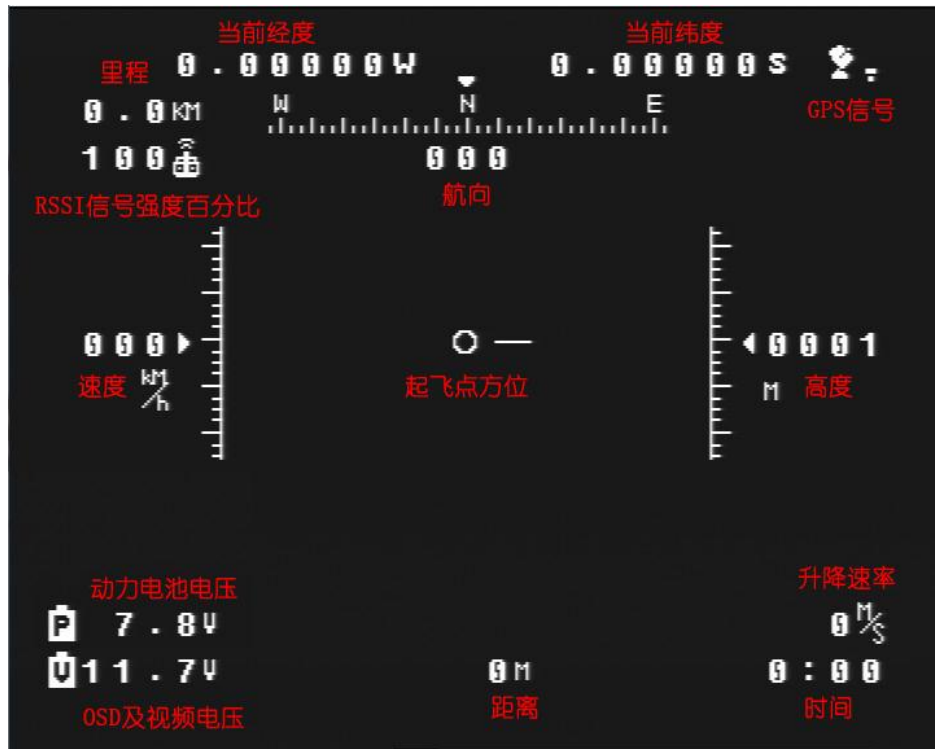 当前经度 当前纬度
0.00000W 0.00000S
里程
0.0KM W N E GPS信号
100 000
RSSI信号强度百分比 航向
000 0001
速度 kM/h 起飞点方位 M 高度
动力电池电压 升降速率
P 7.8V 0M/S
V 11.7V 0M 0:00
OSD及视频电压 距离 时间